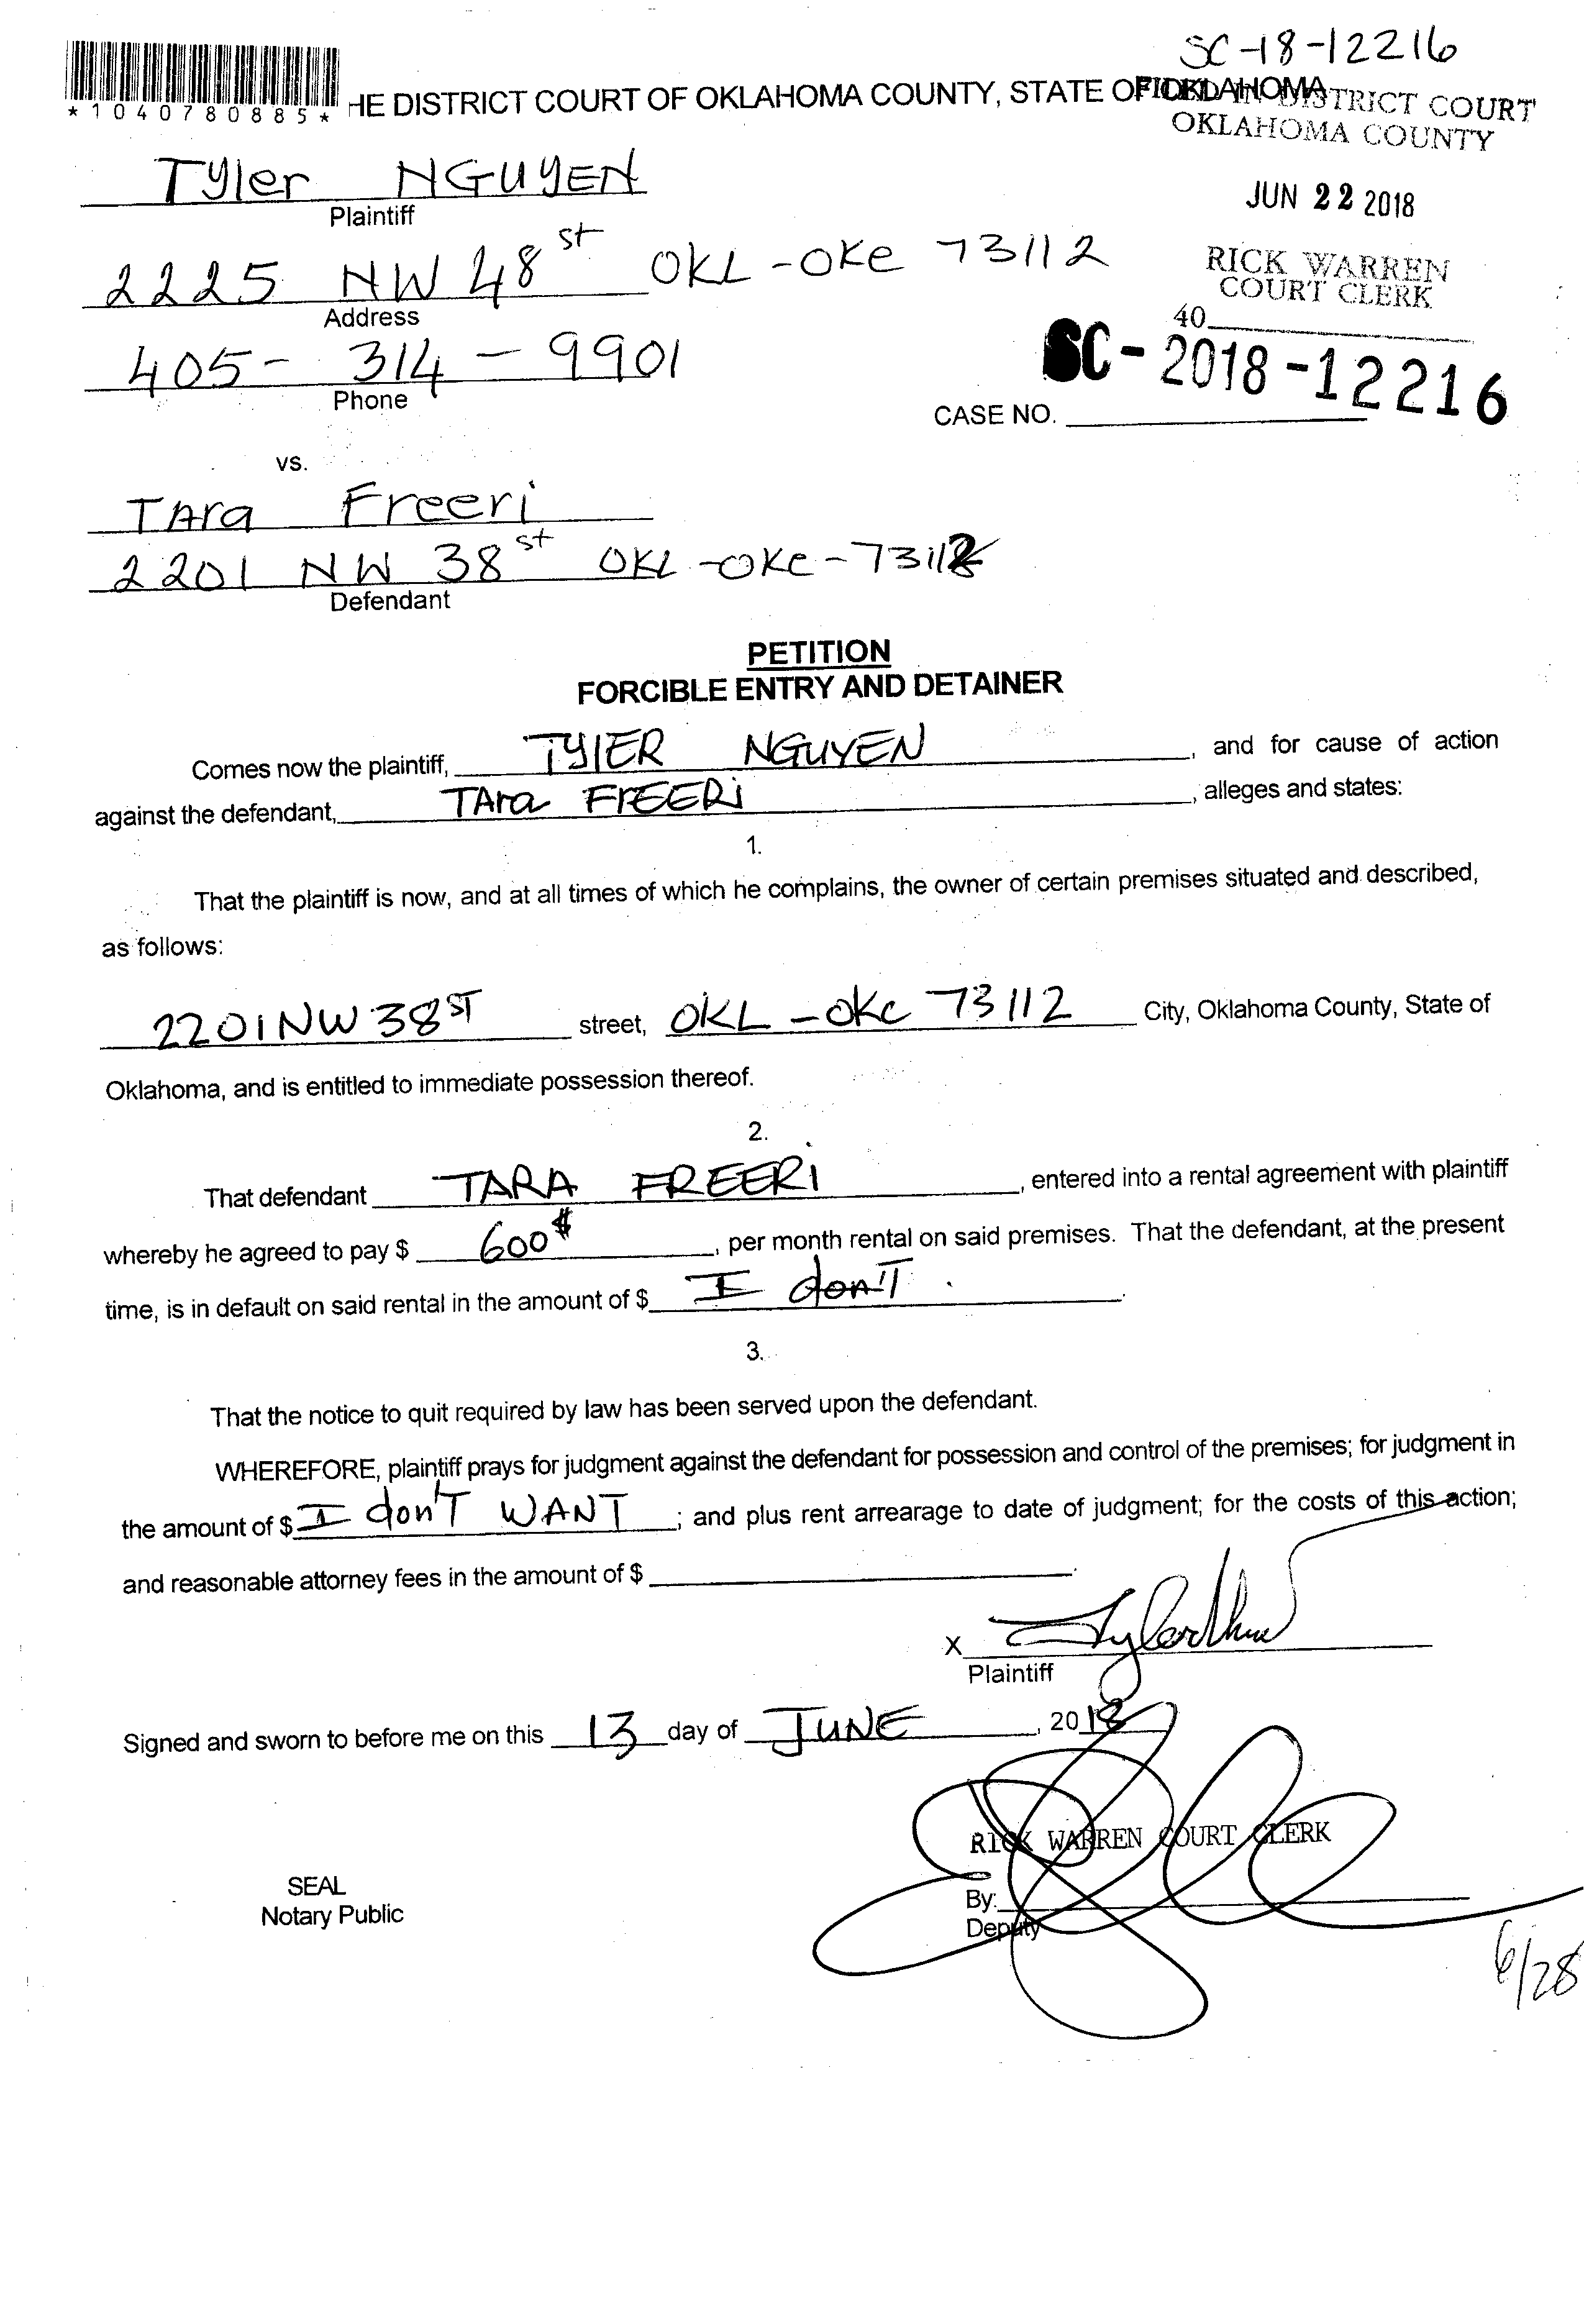 SC-18-12216
*1040780885*
HE DISTRICT COURT OF OKLAHOMA COUNTY, STATE OF OKLAHOMA
FILED IN DISTRICT COURT
OKLAHOMA COUNTY
Tyler NGUYEN
Plaintiff
JUN 22 2018
2225 NW 48st OKL-OKC 73112
Address
RICK WARREN
COURT CLERK
40
405-314-9901
Phone
SC-2018-12216
CASE NO.
vs.
TAra Freeri
2201 NW 38st OKL-OKC-73112
Defendant
PETITION
FORCIBLE ENTRY AND DETAINER
Comes now the plaintiff, TylER NGUYEN, and for cause of action
against the defendant, TAra FrEERi, alleges and states:
1.
That the plaintiff is now, and at all times of which he complains, the owner of certain premises situated and described,
as follows:
2201 NW 38ST street, OKL-OKC 73112 City, Oklahoma County, State of
Oklahoma, and is entitled to immediate possession thereof.
2.
That defendant TARA FREERI, entered into a rental agreement with plaintiff
whereby he agreed to pay $ 600$, per month rental on said premises. That the defendant, at the present
time, is in default on said rental in the amount of $ I don'T.
3.
That the notice to quit required by law has been served upon the defendant.
WHEREFORE, plaintiff prays for judgment against the defendant for possession and control of the premises; for judgment in
the amount of $ I don'T WANT; and plus rent arrearage to date of judgment; for the costs of this action;
and reasonable attorney fees in the amount of $
X
Plaintiff
Signed and sworn to before me on this 13 day of JUNE, 2018
RICK WARREN COURT CLERK
SEAL
Notary Public
By:
Deputy
6/28